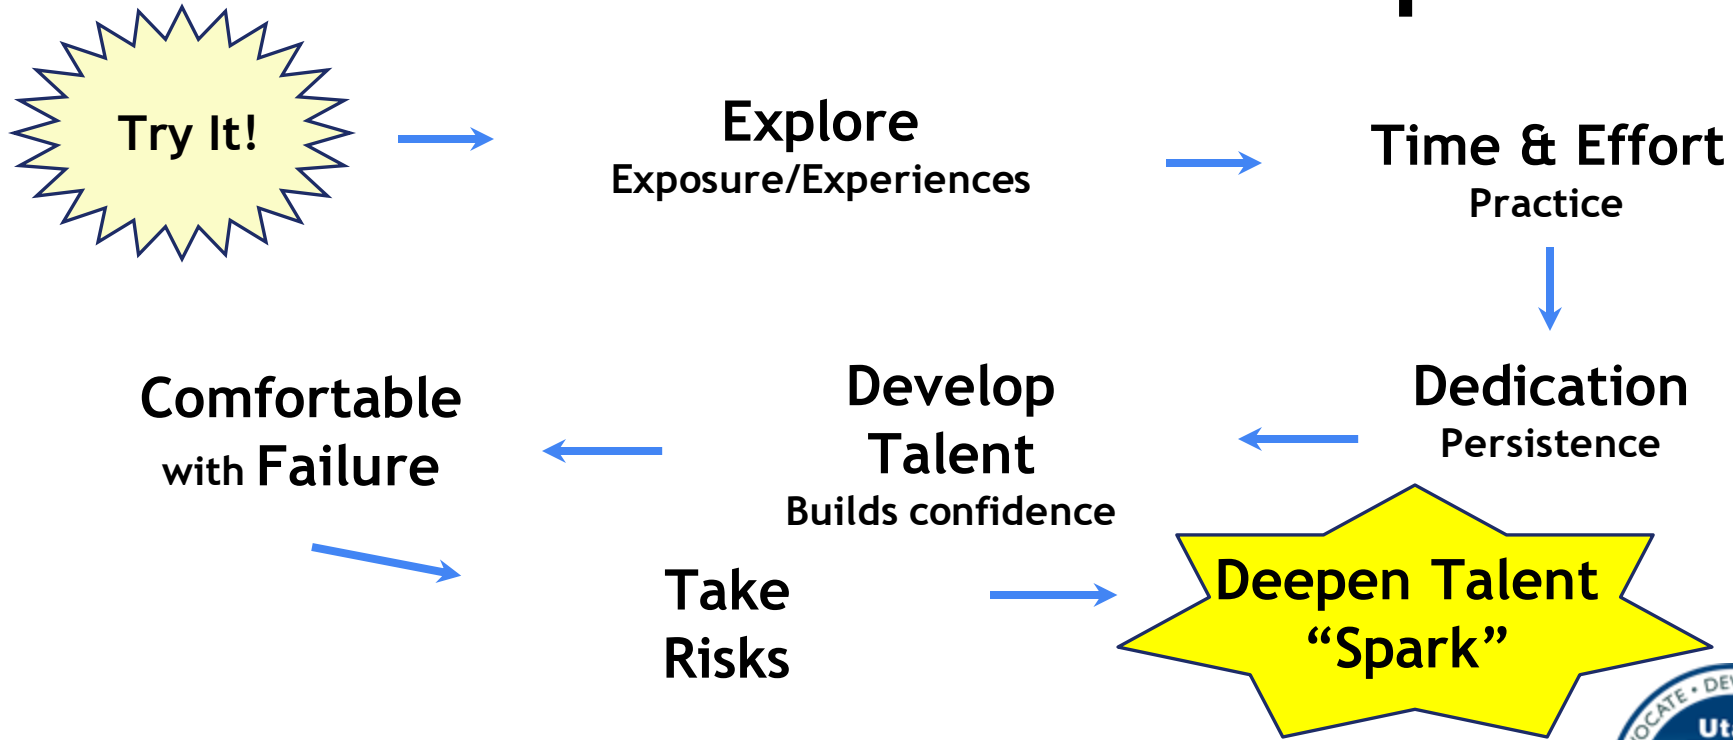 Try It!
Explore
Exposure/Experiences
Time & Effort
Practice
Dedication
Persistence
Develop
Talent
Builds confidence
Comfortable
with Failure
Take
Risks
Deepen Talent
“Spark”